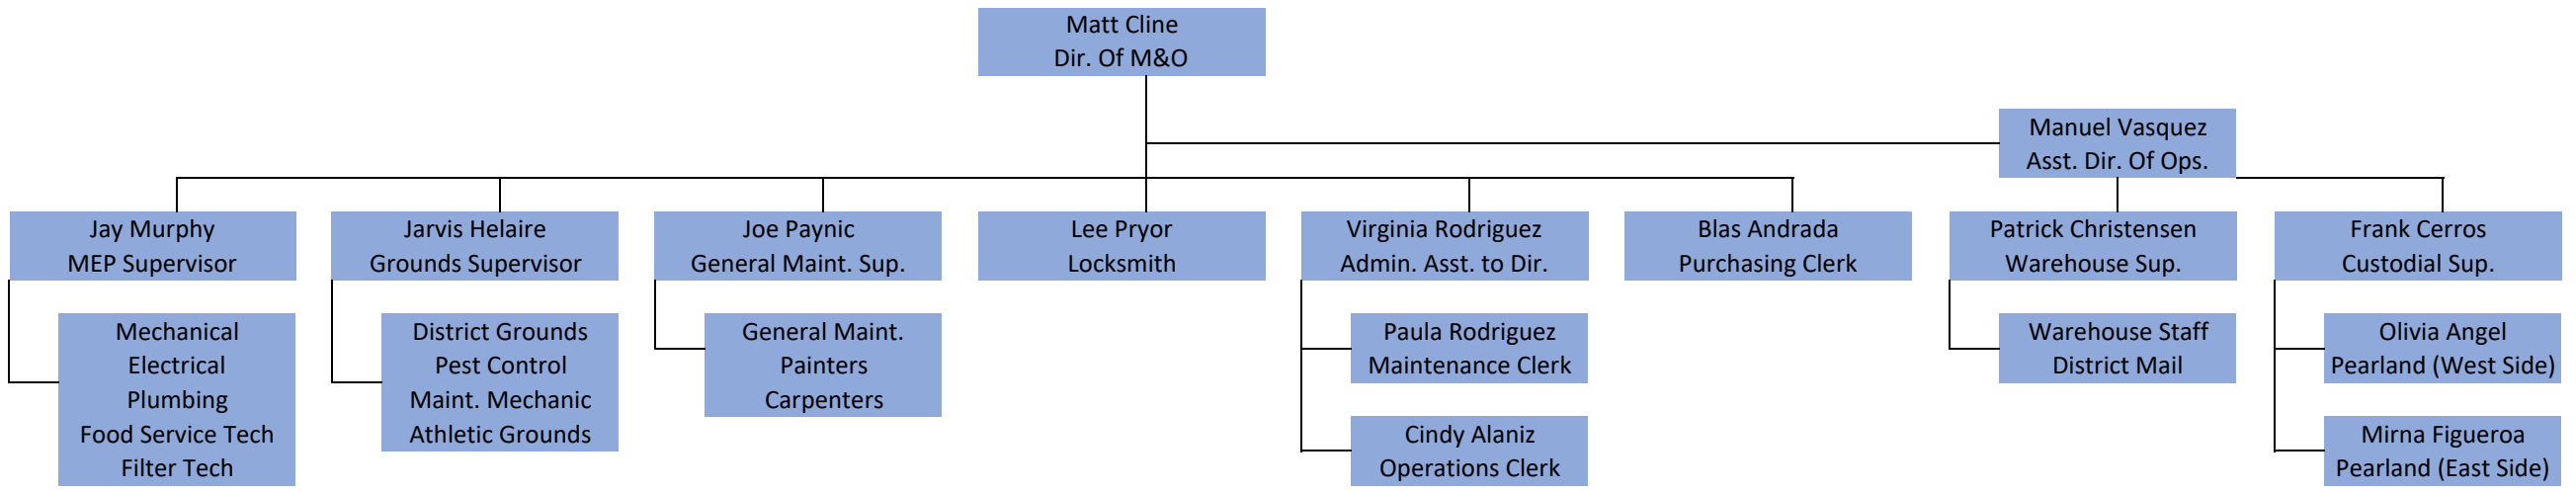 Matt Cline
Dir. Of M&O
Manuel Vasquez
Asst. Dir. Of Ops.
Jay Murphy
MEP Supervisor
Jarvis Helaire
Grounds Supervisor
Joe Paynic
General Maint. Sup.
Lee Pryor
Locksmith
Virginia Rodriguez
Admin. Asst. to Dir.
Blas Andrada
Purchasing Clerk
Patrick Christensen
Warehouse Sup.
Frank Cerros
Custodial Sup.
Mechanical
Electrical
Plumbing
Food Service Tech
Filter Tech
District Grounds
Pest Control
Maint. Mechanic
Athletic Grounds
General Maint.
Painters
Carpenters
Paula Rodriguez
Maintenance Clerk
Cindy Alaniz
Operations Clerk
Warehouse Staff
District Mail
Olivia Angel
Pearland (West Side)
Mirna Figueroa
Pearland (East Side)